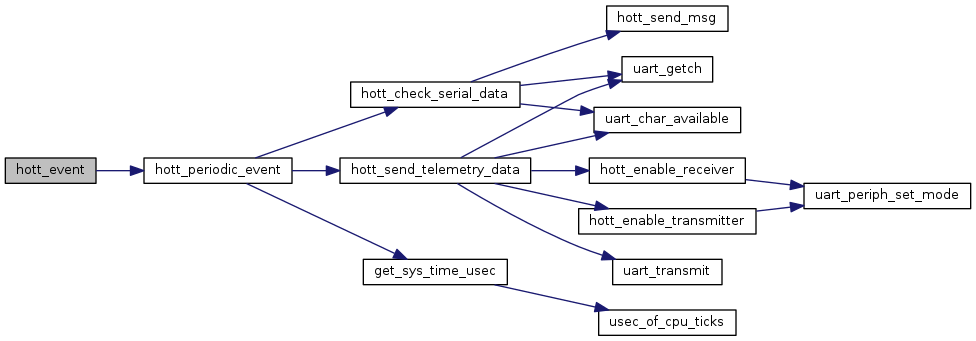 hott_send_msg
uart_getch
hott_check_serial_data
uart_char_available
hott_event
hott_periodic_event
hott_send_telemetry_data
hott_enable_receiver
uart_periph_set_mode
hott_enable_transmitter
get_sys_time_usec
uart_transmit
usec_of_cpu_ticks